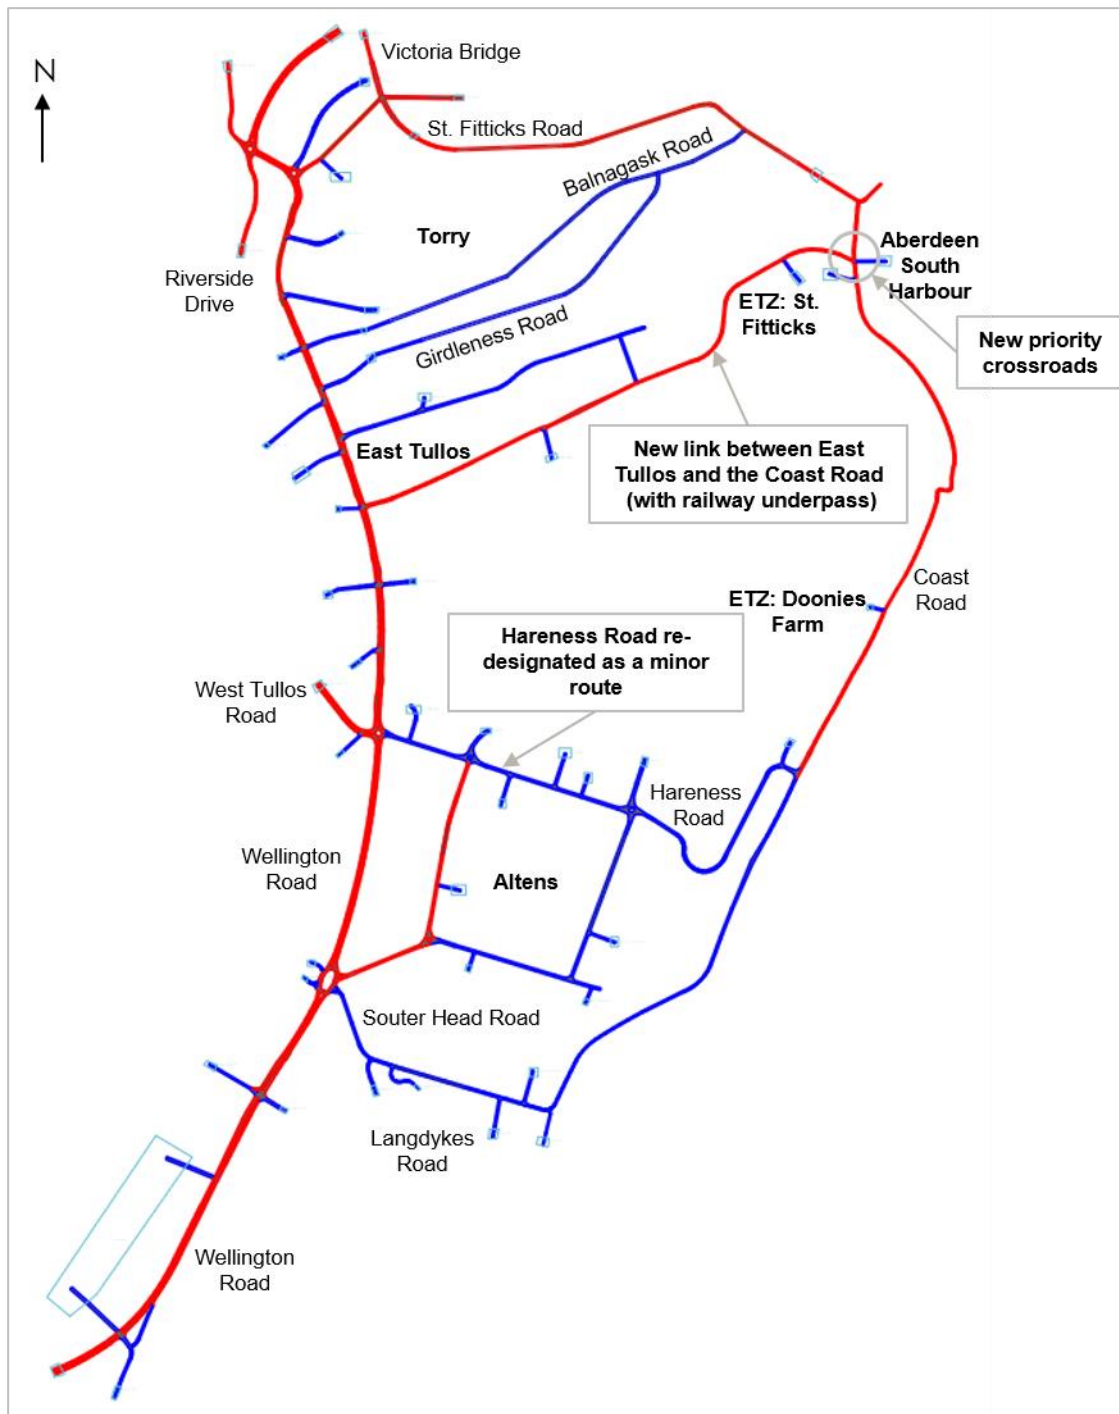 N
Victoria Bridge
St. Fitticks Road
Balnagask Road
Torry
Aberdeen
South
Harbour
Riverside
Drive
ETZ: St.
Fitticks
Girdleness Road
New priority
crossroads
East Tullos
New link between East
Tullos and the Coast Road
(with railway underpass)
Coast
Road
ETZ: Doonies
Farm
Hareness Road re-
designated as a minor
route
West Tullos
Road
Hareness
Road
Wellington
Road
Altens
Souter Head Road
Langdykes
Road
Wellington
Road